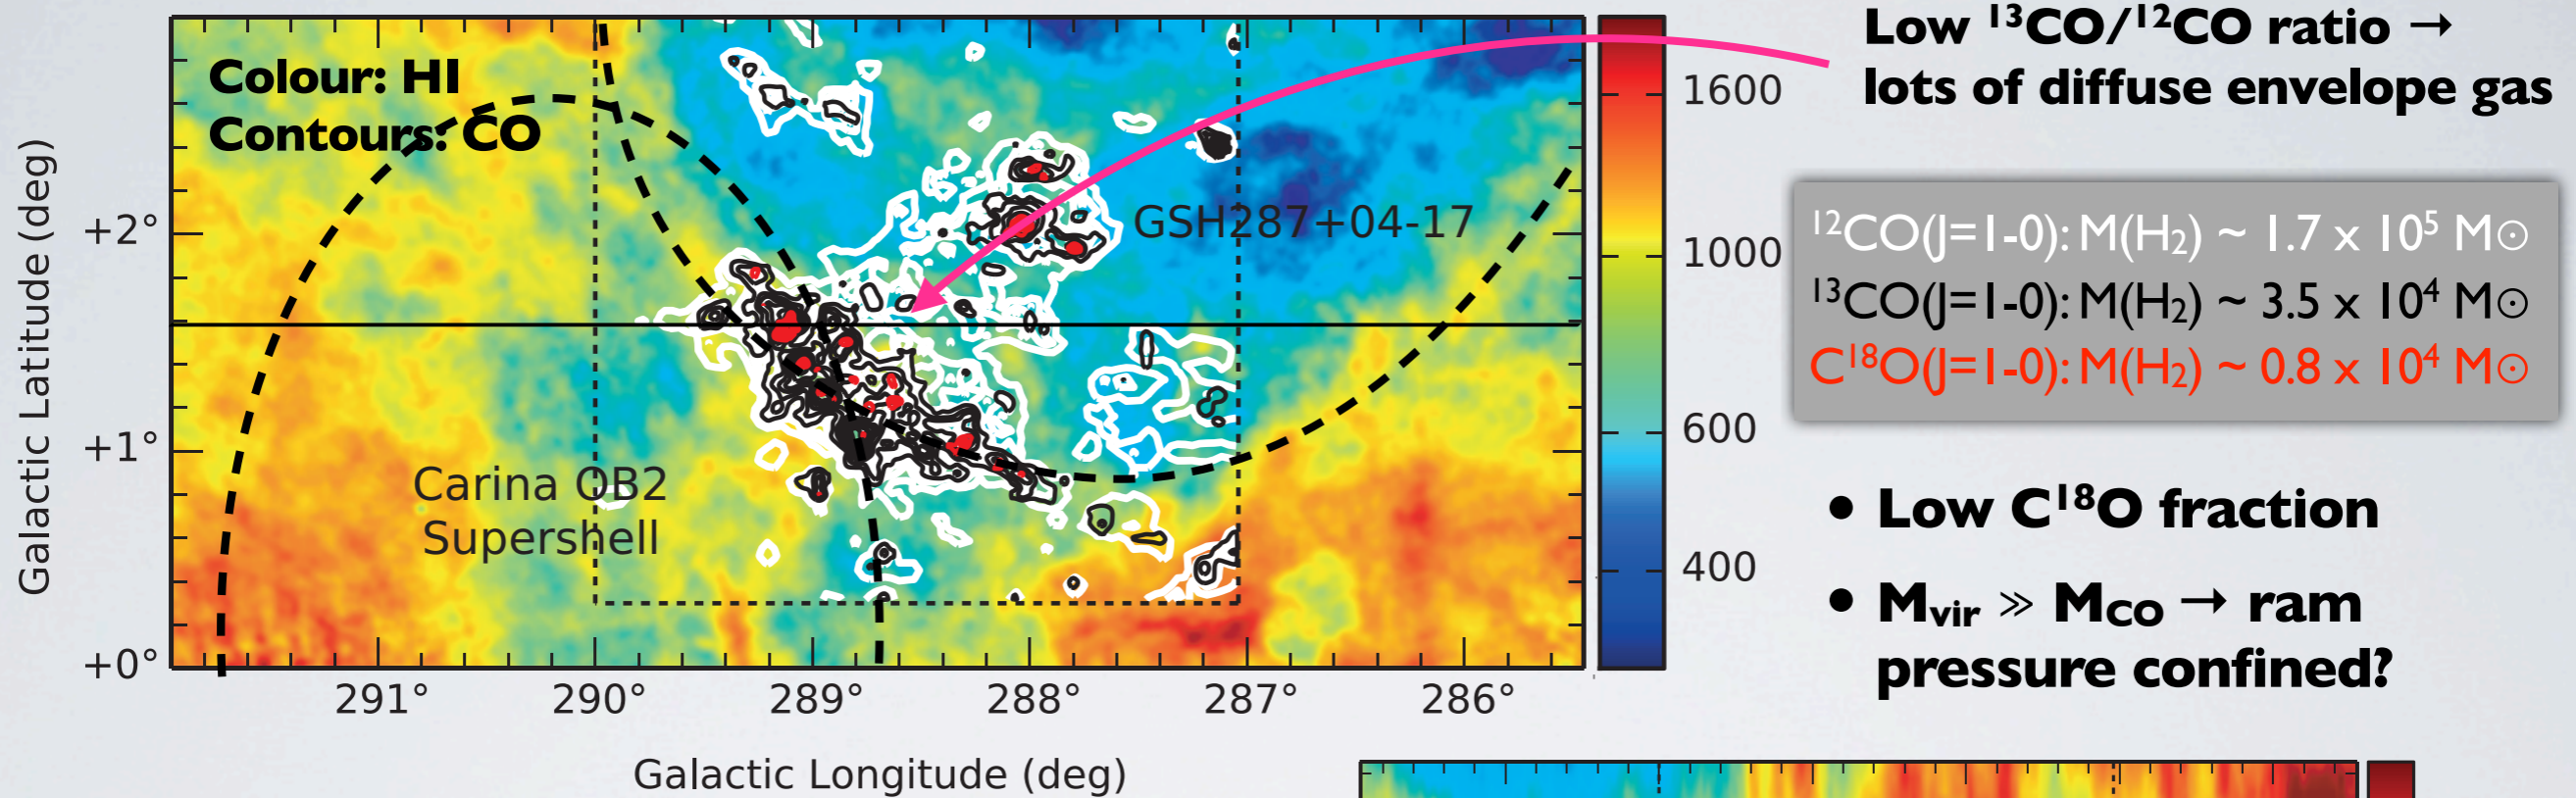 Colour: HI
Contours: CO
Galactic Latitude (deg)
+2°
+1°
+0°
GSH287+04-17
Carina OB2
Supershell
291°
290°
289°
288°
287°
286°
Galactic Longitude (deg)
1600
1000
600
400
Low ¹³CO/¹²CO ratio →
lots of diffuse envelope gas
¹²CO(J=1-0): M(H₂) ~ 1.7 x 10⁵ M☉
¹³CO(J=1-0): M(H₂) ~ 3.5 x 10⁴ M☉
C¹⁸O(J=1-0): M(H₂) ~ 0.8 x 10⁴ M☉
• Low C¹⁸O fraction
• Mvir ≫ MCO → ram
pressure confined?